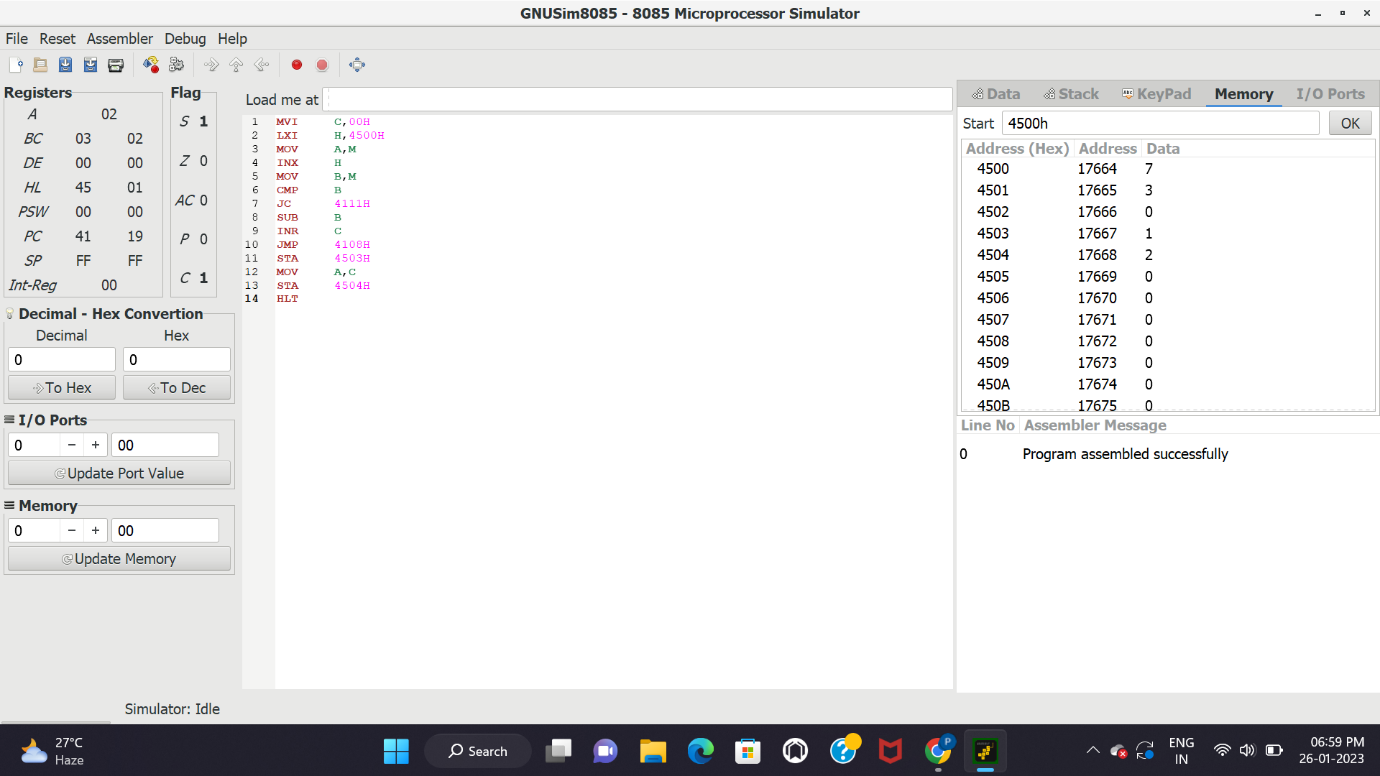 GNUSim8085 - 8085 Microprocessor Simulator
File Reset Assembler Debug Help
Registers
A 02
BC 03 02
DE 00 00
HL 45 01
PSW 00 00
PC 41 19
SP FF FF
Int-Reg 00
Flag
S 1
Z 0
AC 0
P 0
C 1
Decimal - Hex Convertion
Decimal Hex
0 0
To Hex To Dec
I/O Ports
0 − + 00
Update Port Value
Memory
0 − + 00
Update Memory
Load me at
1 MVI C,00H
2 LXI H,4500H
3 MOV A,M
4 INX H
5 MOV B,M
6 CMP B
7 JC 4111H
8 SUB B
9 INR C
10 JMP 4108H
11 STA 4503H
12 MOV A,C
13 STA 4504H
14 HLT
Data Stack KeyPad Memory I/O Ports
Start 4500h OK
Address (Hex) Address Data
4500 17664 7
4501 17665 3
4502 17666 0
4503 17667 1
4504 17668 2
4505 17669 0
4506 17670 0
4507 17671 0
4508 17672 0
4509 17673 0
450A 17674 0
450B 17675 0
Line No Assembler Message
0 Program assembled successfully
Simulator: Idle
27°C
Haze
Search
P
ENG
IN
06:59 PM
26-01-2023